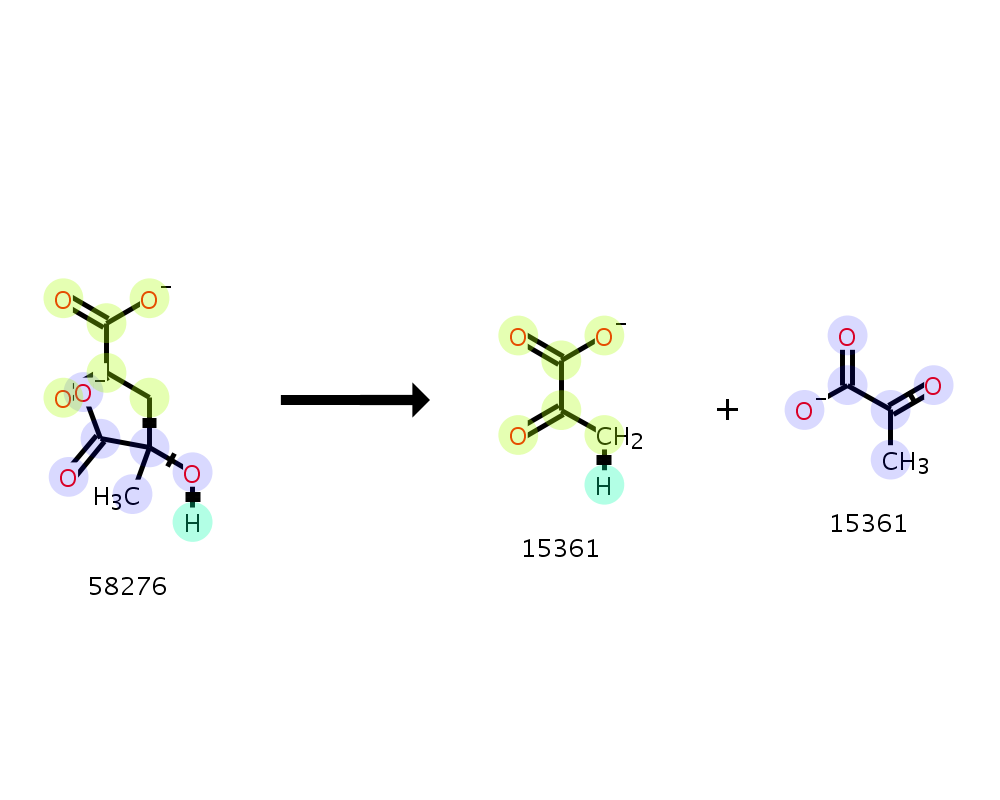 O O⁻
O O⁻
O O⁻
O
O H₃C O
H
58276
O O⁻
O CH₂
H
15361
+
O
O⁻ O
CH₃
15361